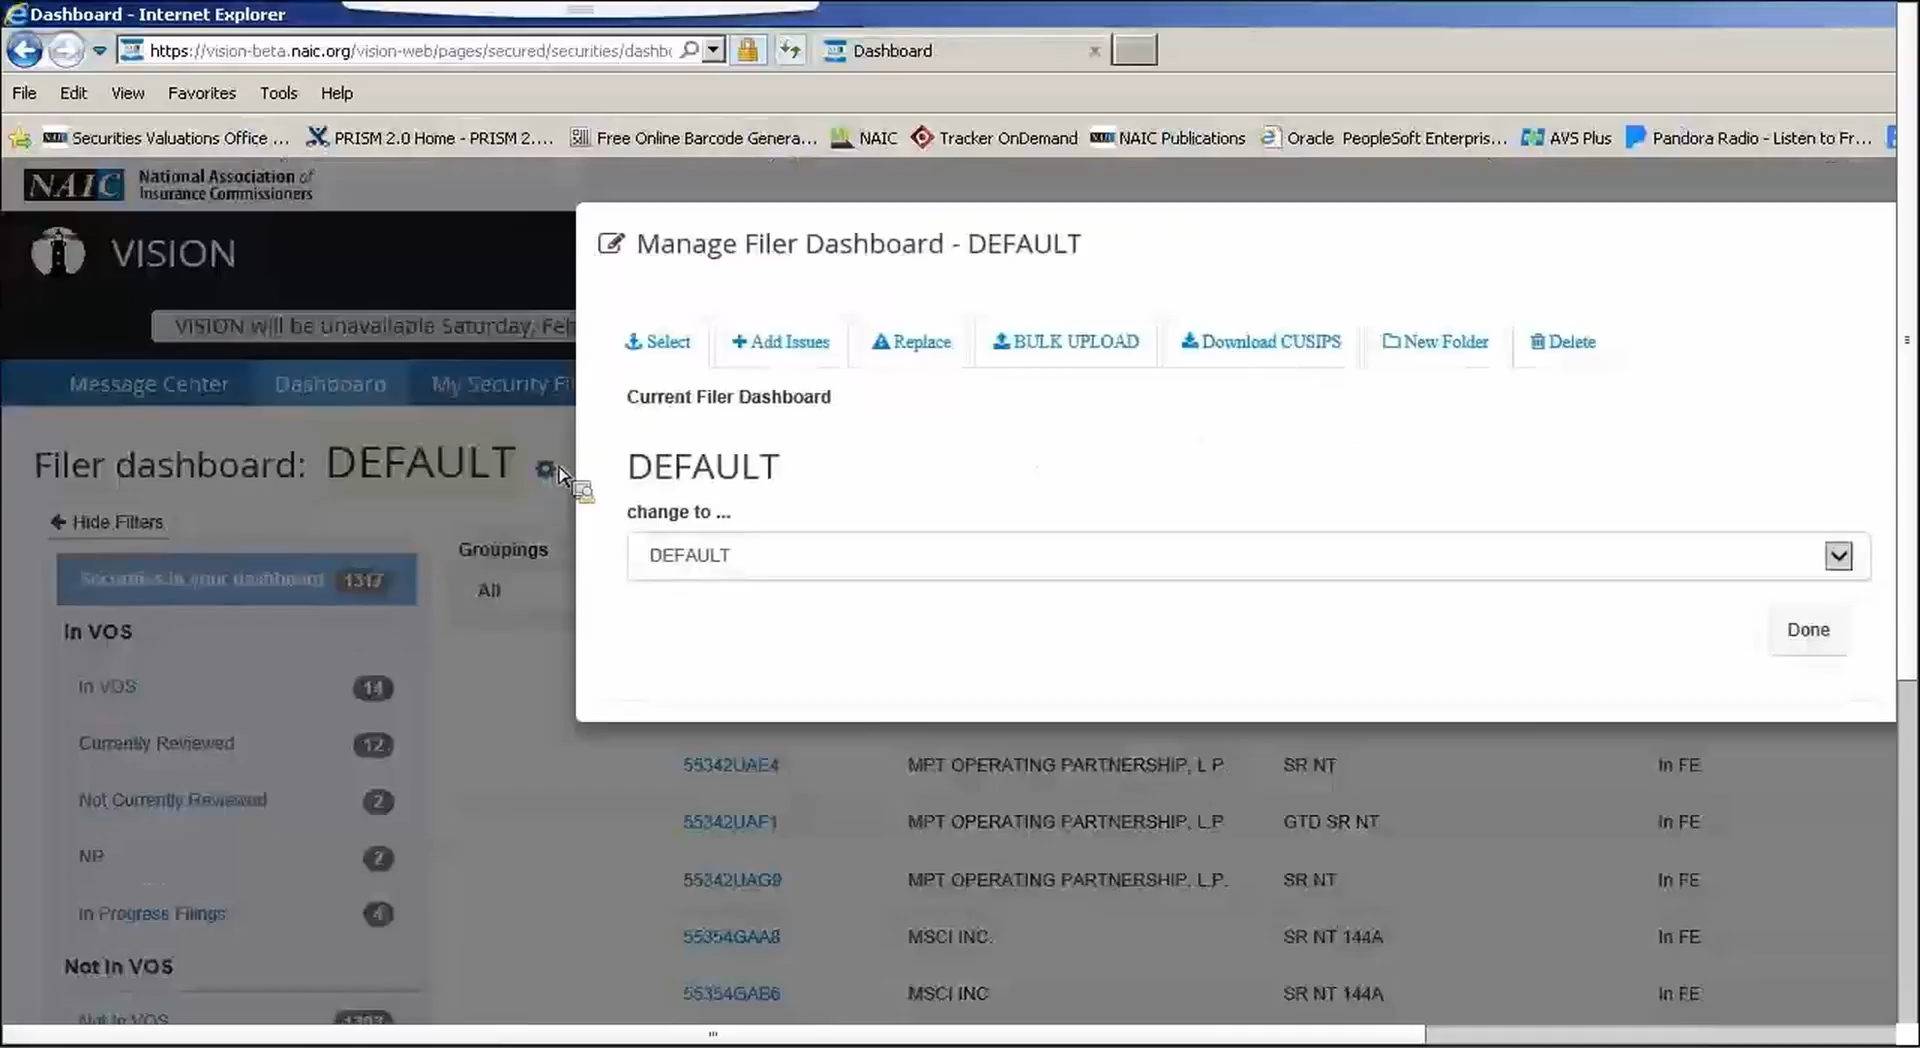 Dashboard - Internet Explorer
https://vision-beta.naic.org/vision-web/pages/secured/securities/dashb
Dashboard
File Edit View Favorites Tools Help
Securities Valuations Office ... PRISM 2.0 Home - PRISM 2.... Free Online Barcode Genera... NAIC Tracker OnDemand NAIC Publications Oracle PeopleSoft Enterpris... AVS Plus Pandora Radio - Listen to Fr...
NAIC National Association of
Insurance Commissioners
VISION
VISION will be unavailable Saturday, Feb
Message Center Dashboard My Security Fi
Filer dashboard: DEFAULT
Hide Filters
Securities in your dashboard 1317
In VOS
In VOS 14
Currently Reviewed 12
Not Currently Reviewed 2
NR 2
In Progress Filings 4
Not In VOS
Not In VOS 1303
Groupings
All
Manage Filer Dashboard - DEFAULT
Select Add Issues Replace BULK UPLOAD Download CUSIPS New Folder Delete
Current Filer Dashboard
DEFAULT
change to ...
DEFAULT
Done
55342UAE4 MPT OPERATING PARTNERSHIP, L P SR NT In FE
55342UAF1 MPT OPERATING PARTNERSHIP, L.P GTD SR NT In FE
55342UAG9 MPT OPERATING PARTNERSHIP, L.P. SR NT In FE
55354GAA8 MSCI INC. SR NT 144A In FE
55354GAB6 MSCI INC SR NT 144A In FE